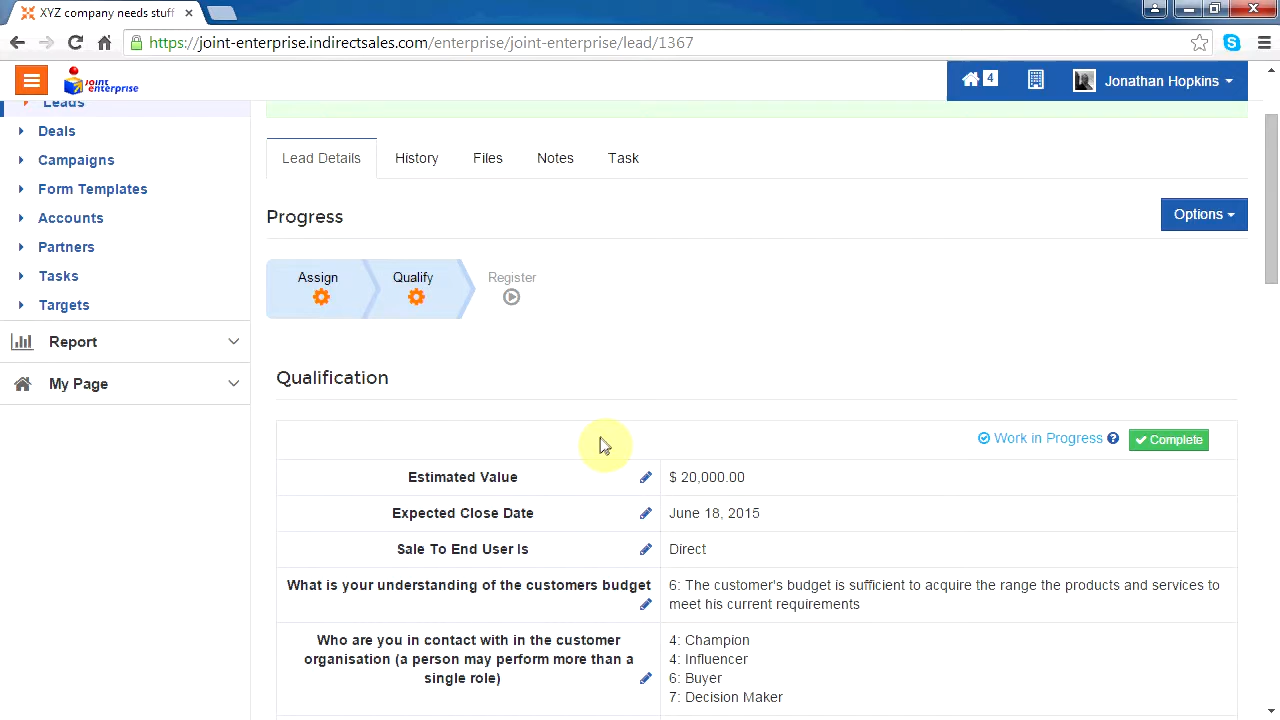 XYZ company needs stuff
https://joint-enterprise.indirectsales.com/enterprise/joint-enterprise/lead/1367
joint enterprise
4
Jonathan Hopkins
Leads
Deals
Campaigns
Form Templates
Accounts
Partners
Tasks
Targets
Report
My Page
Lead Details
History
Files
Notes
Task
Progress
Options
Assign
Qualify
Register
Qualification
Work in Progress ?
Complete
Estimated Value
$ 20,000.00
Expected Close Date
June 18, 2015
Sale To End User Is
Direct
What is your understanding of the customers budget
6: The customer's budget is sufficient to acquire the range the products and services to
meet his current requirements
Who are you in contact with in the customer
organisation (a person may perform more than a
single role)
4: Champion
4: Influencer
6: Buyer
7: Decision Maker